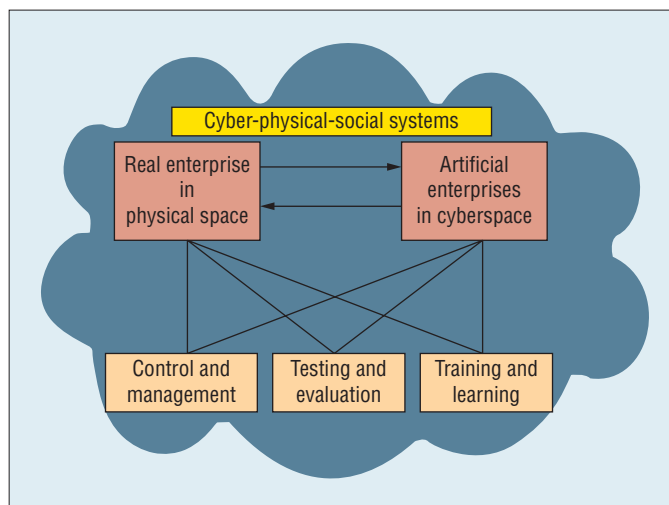 Cyber-physical-social systems
Real enterprise
in
physical space
Artificial
enterprises
in cyberspace
Control and
management
Testing and
evaluation
Training and
learning